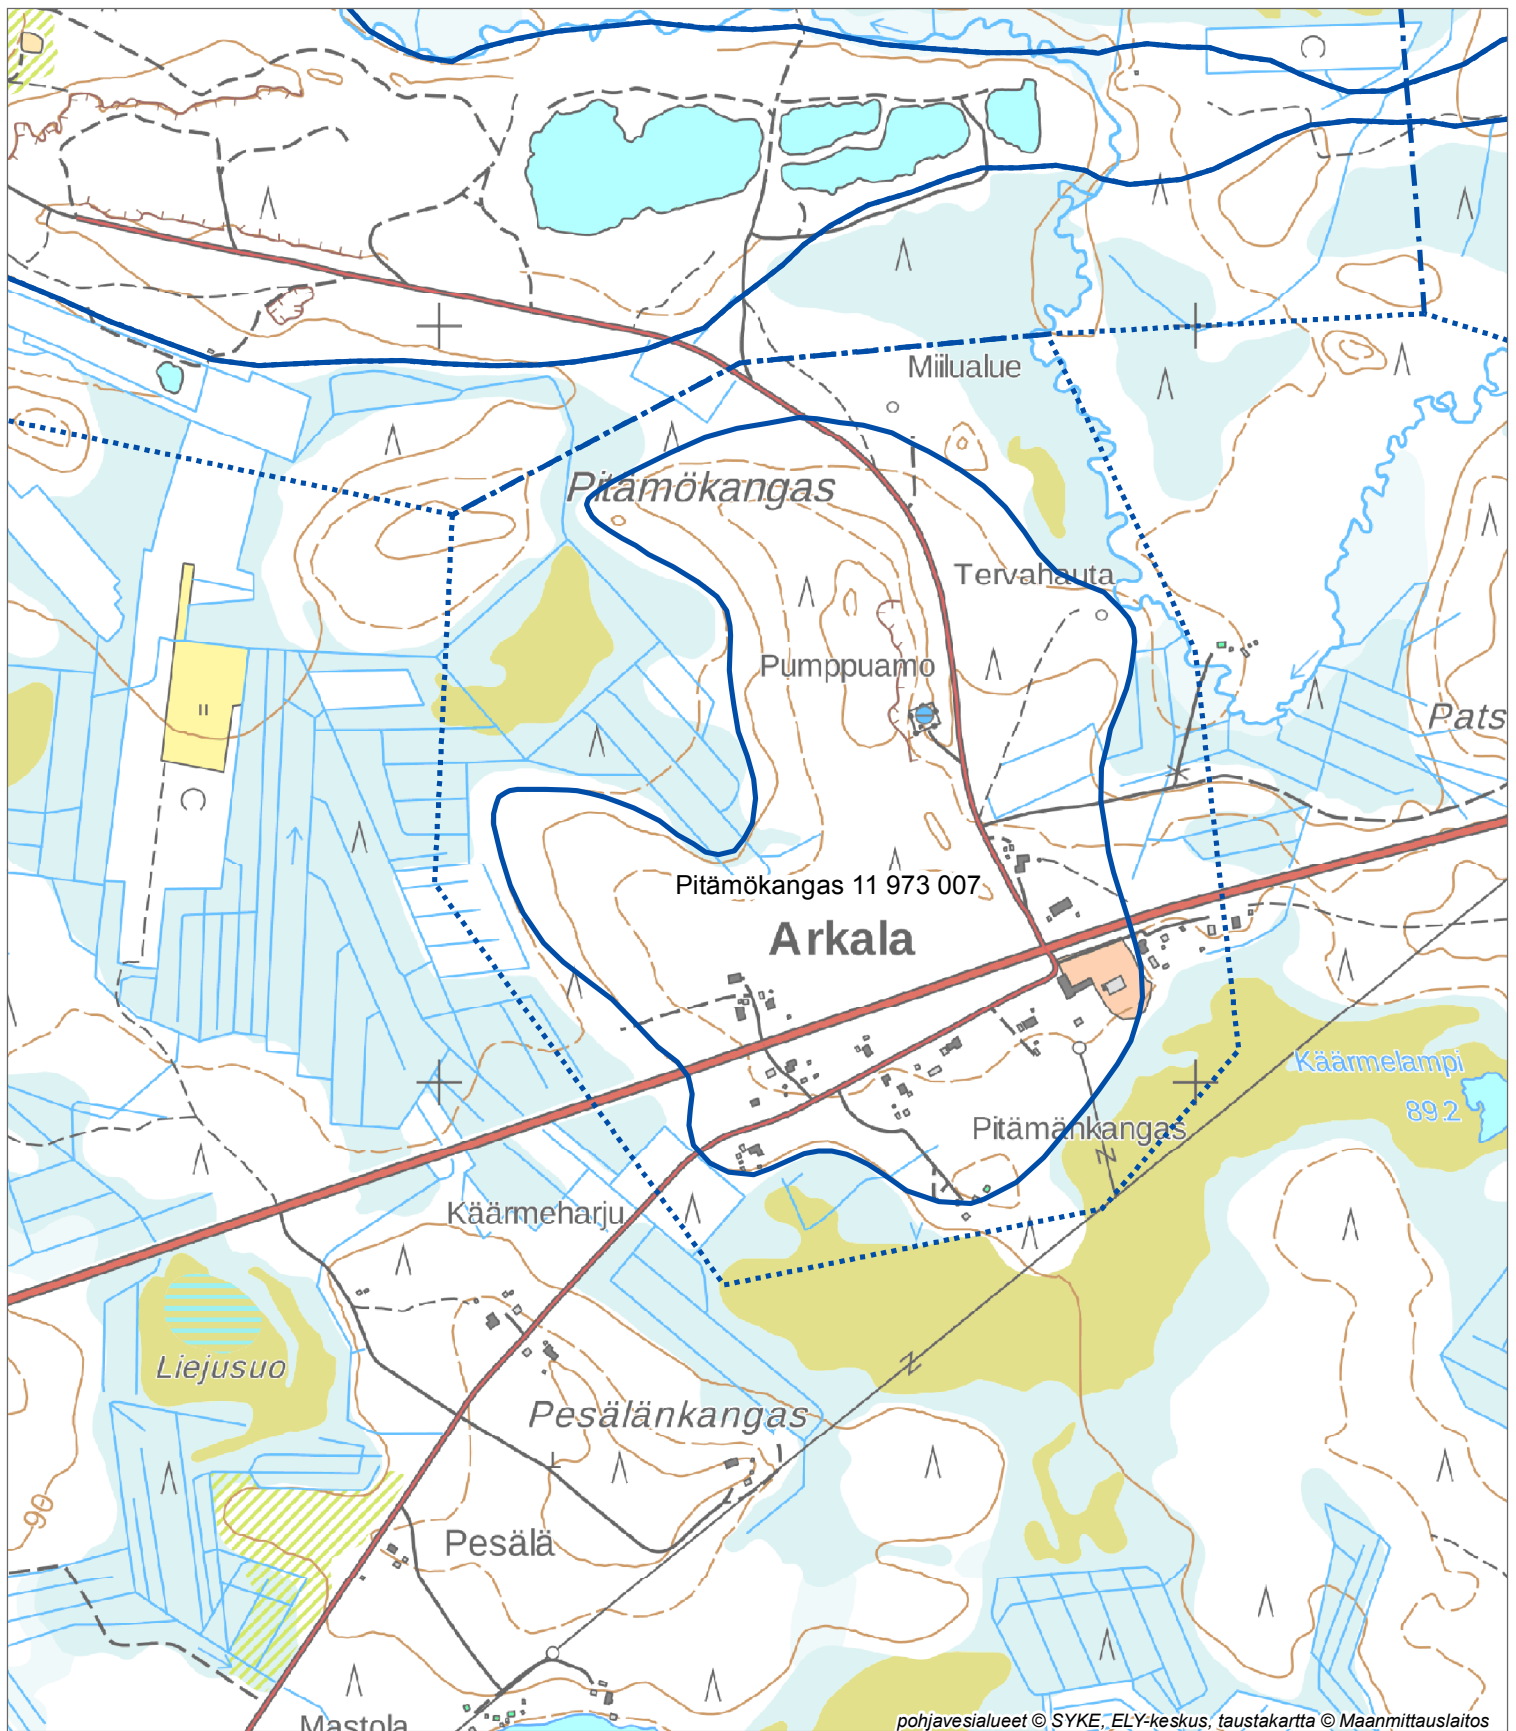 Miilualue
Pitämökangas
Tervahauta
Pumppuamo
Pats
Pitämökangas 11 973 007
Arkala
Käärmelampi
89.2
Pitämänkangas
Käärmeharju
Liejusuo
Pesälänkangas
90
Pesälä
Mastola
pohjavesialueet © SYKE, ELY-keskus, taustakartta © Maanmittauslaitos